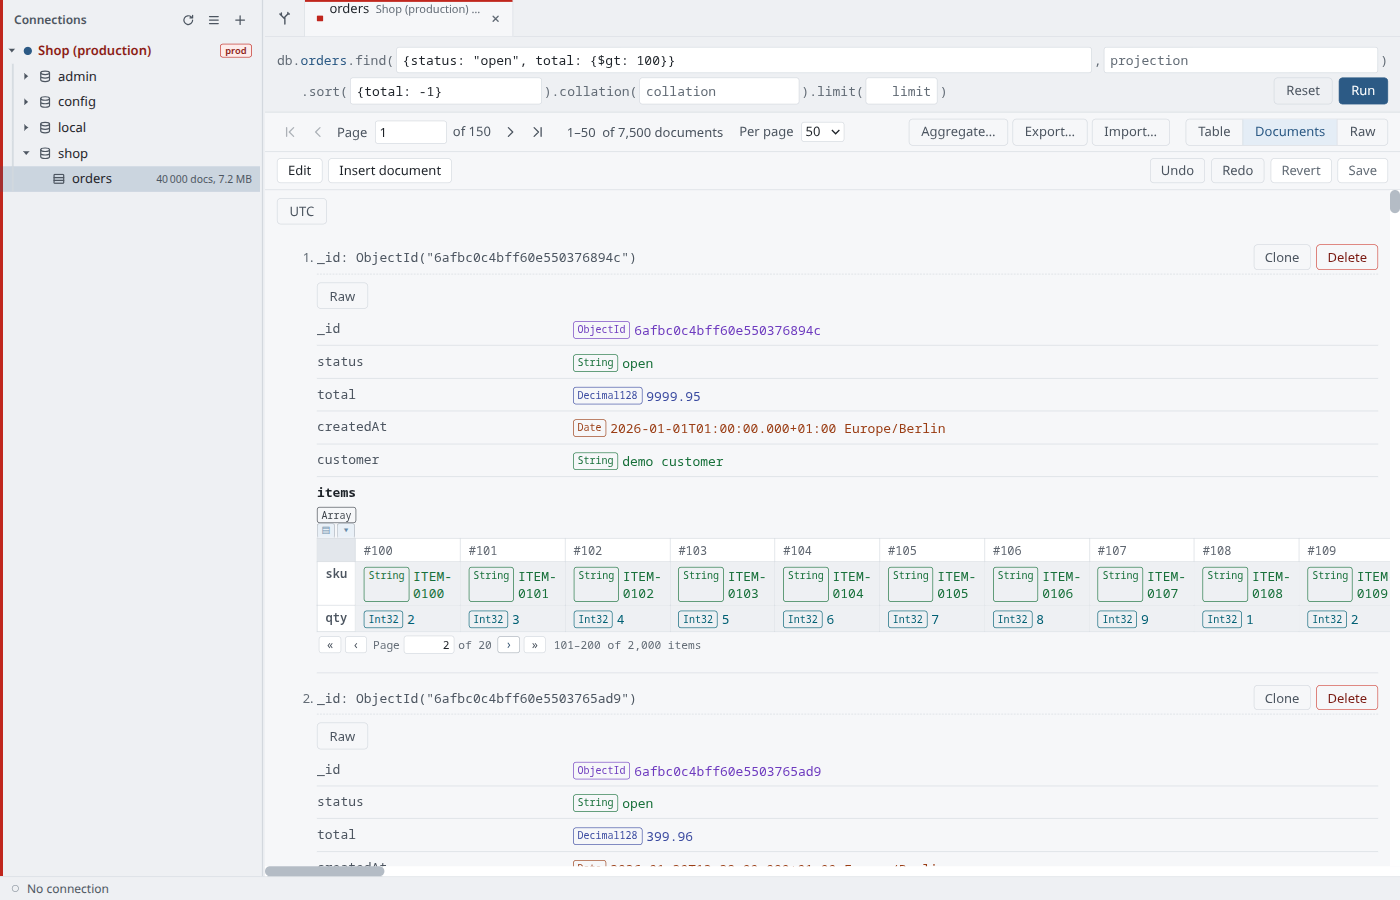 Connections
Shop (production) prod
admin
config
local
shop
orders 40 000 docs, 7.2 MB
orders Shop (production) ... ×
db.orders.find( {status: "open", total: {$gt: 100}} , projection )
.sort( {total: -1} ).collation( collation ).limit( limit )
Reset Run
Page 1 of 150 1–50 of 7,500 documents Per page 50 Aggregate... Export... Import... Table Documents Raw
Edit Insert document Undo Redo Revert Save
UTC
1. _id: ObjectId("6afbc0c4bff60e550376894c") Clone Delete
Raw
_id ObjectId 6afbc0c4bff60e550376894c
status String open
total Decimal128 9999.95
createdAt Date 2026-01-01T01:00:00.000+01:00 Europe/Berlin
customer String demo customer
items
Array
#100 #101 #102 #103 #104 #105 #106 #107 #108 #109
sku String ITEM-0100 String ITEM-0101 String ITEM-0102 String ITEM-0103 String ITEM-0104 String ITEM-0105 String ITEM-0106 String ITEM-0107 String ITEM-0108 String ITEM-0109
qty Int32 2 Int32 3 Int32 4 Int32 5 Int32 6 Int32 7 Int32 8 Int32 9 Int32 1 Int32 2
« ‹ Page 2 of 20 › » 101–200 of 2,000 items
2. _id: ObjectId("6afbc0c4bff60e5503765ad9") Clone Delete
Raw
_id ObjectId 6afbc0c4bff60e5503765ad9
status String open
total Decimal128 399.96
createdAt Date
No connection